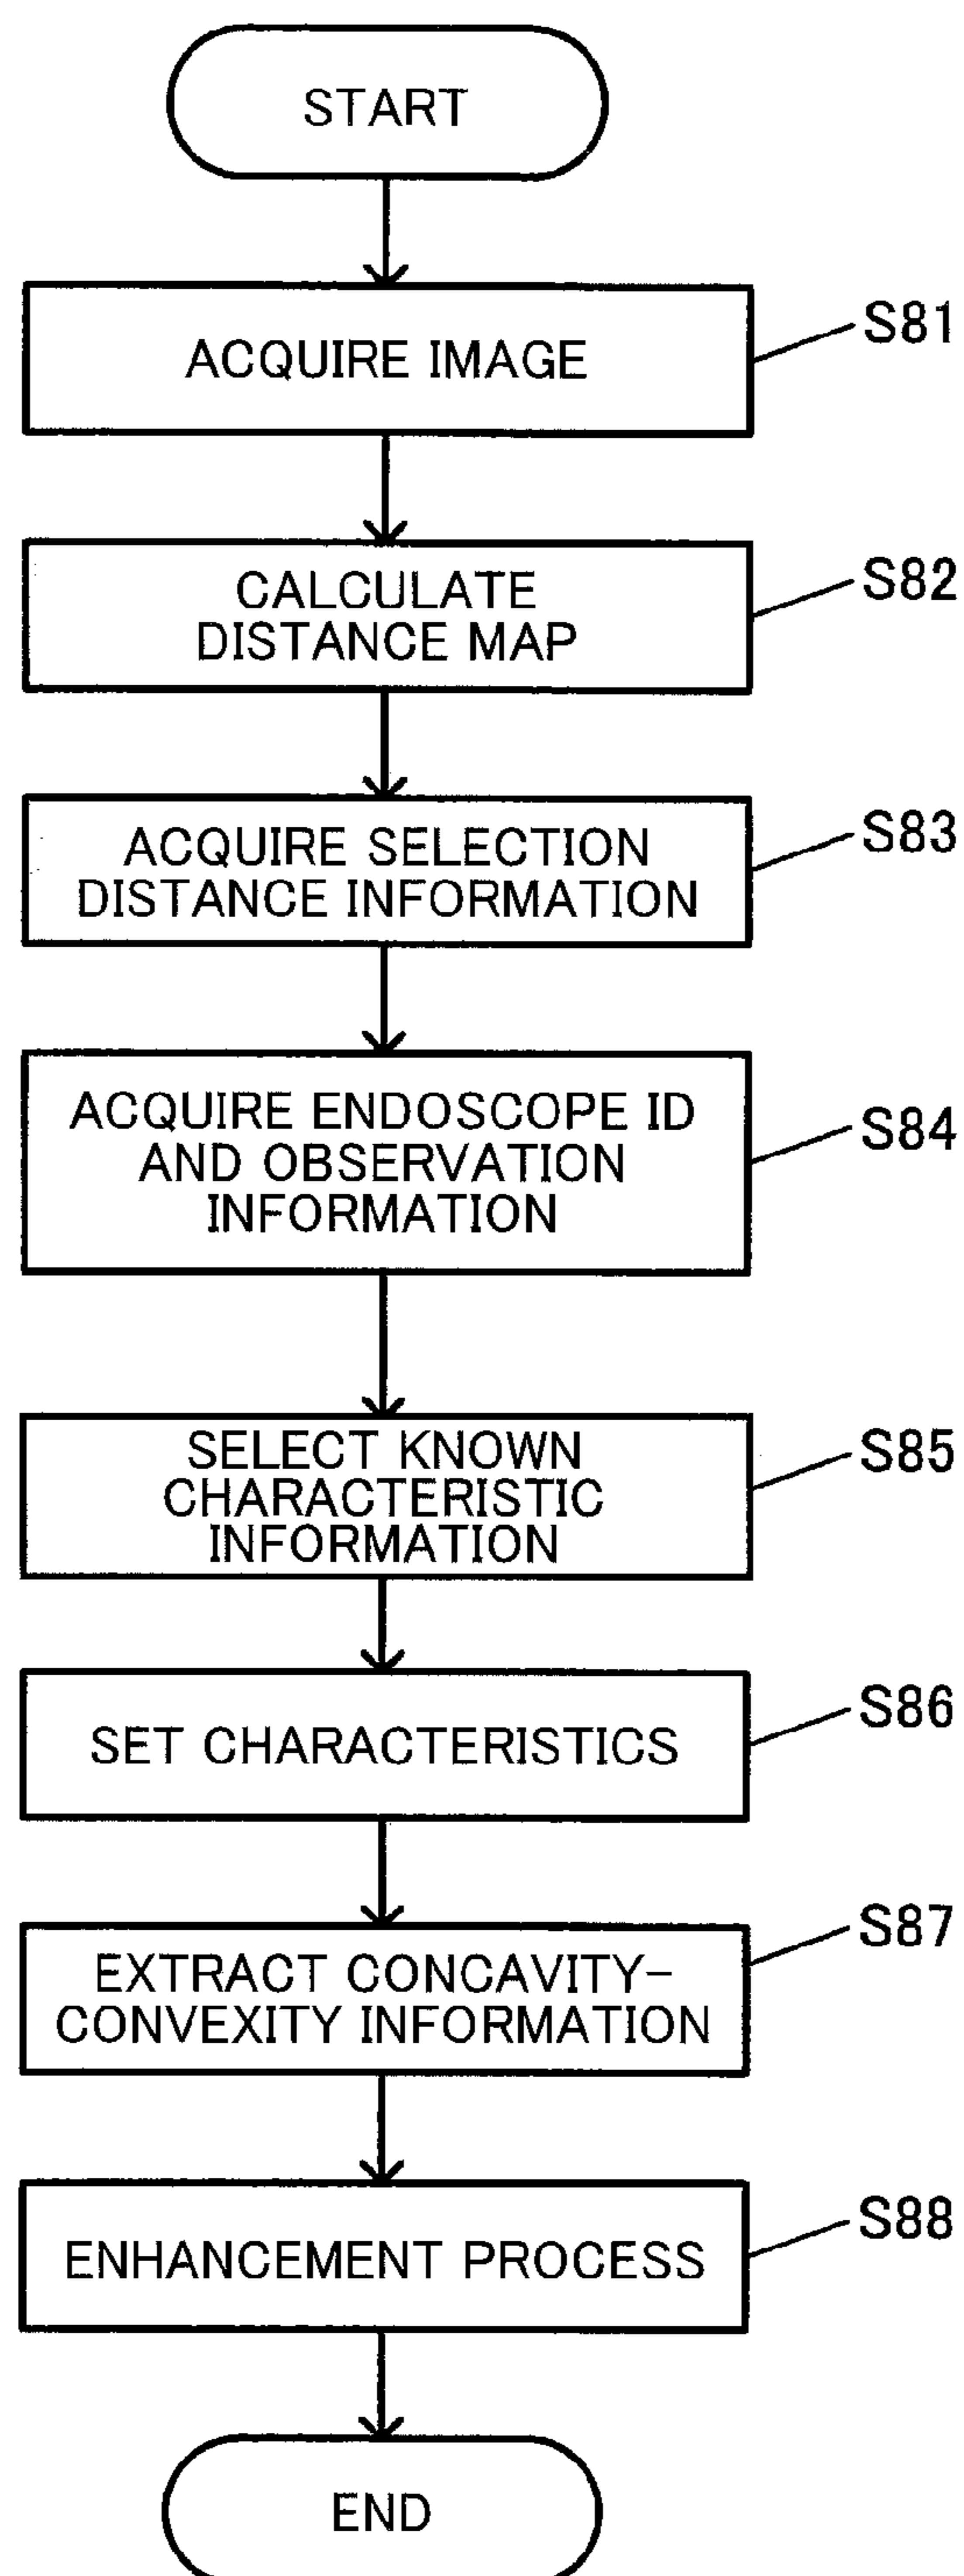 START
ACQUIRE IMAGE
S81
CALCULATE
DISTANCE MAP
S82
ACQUIRE SELECTION
DISTANCE INFORMATION
S83
ACQUIRE ENDOSCOPE ID
AND OBSERVATION
INFORMATION
S84
SELECT KNOWN
CHARACTERISTIC
INFORMATION
S85
SET CHARACTERISTICS
S86
EXTRACT CONCAVITY-
CONVEXITY INFORMATION
S87
ENHANCEMENT PROCESS
S88
END